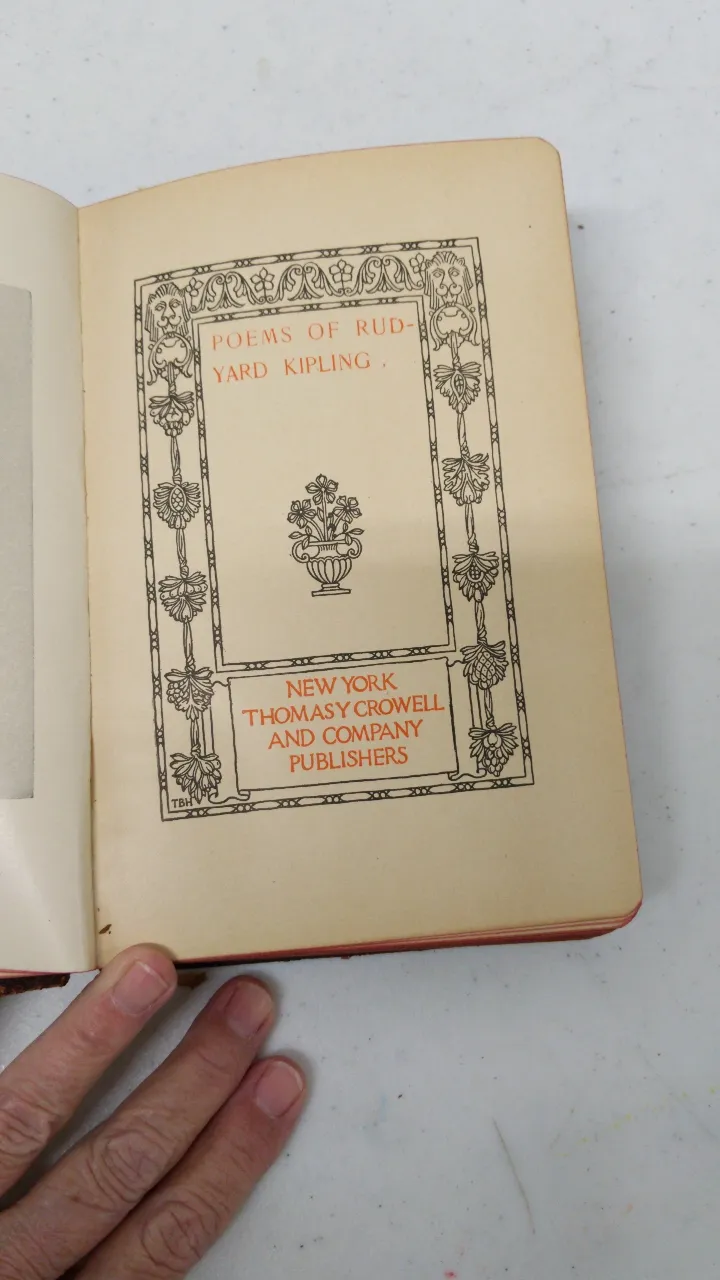 POEMS OF RUD-
YARD KIPLING .
NEW YORK
THOMAS Y CROWELL
AND COMPANY
PUBLISHERS
TBH